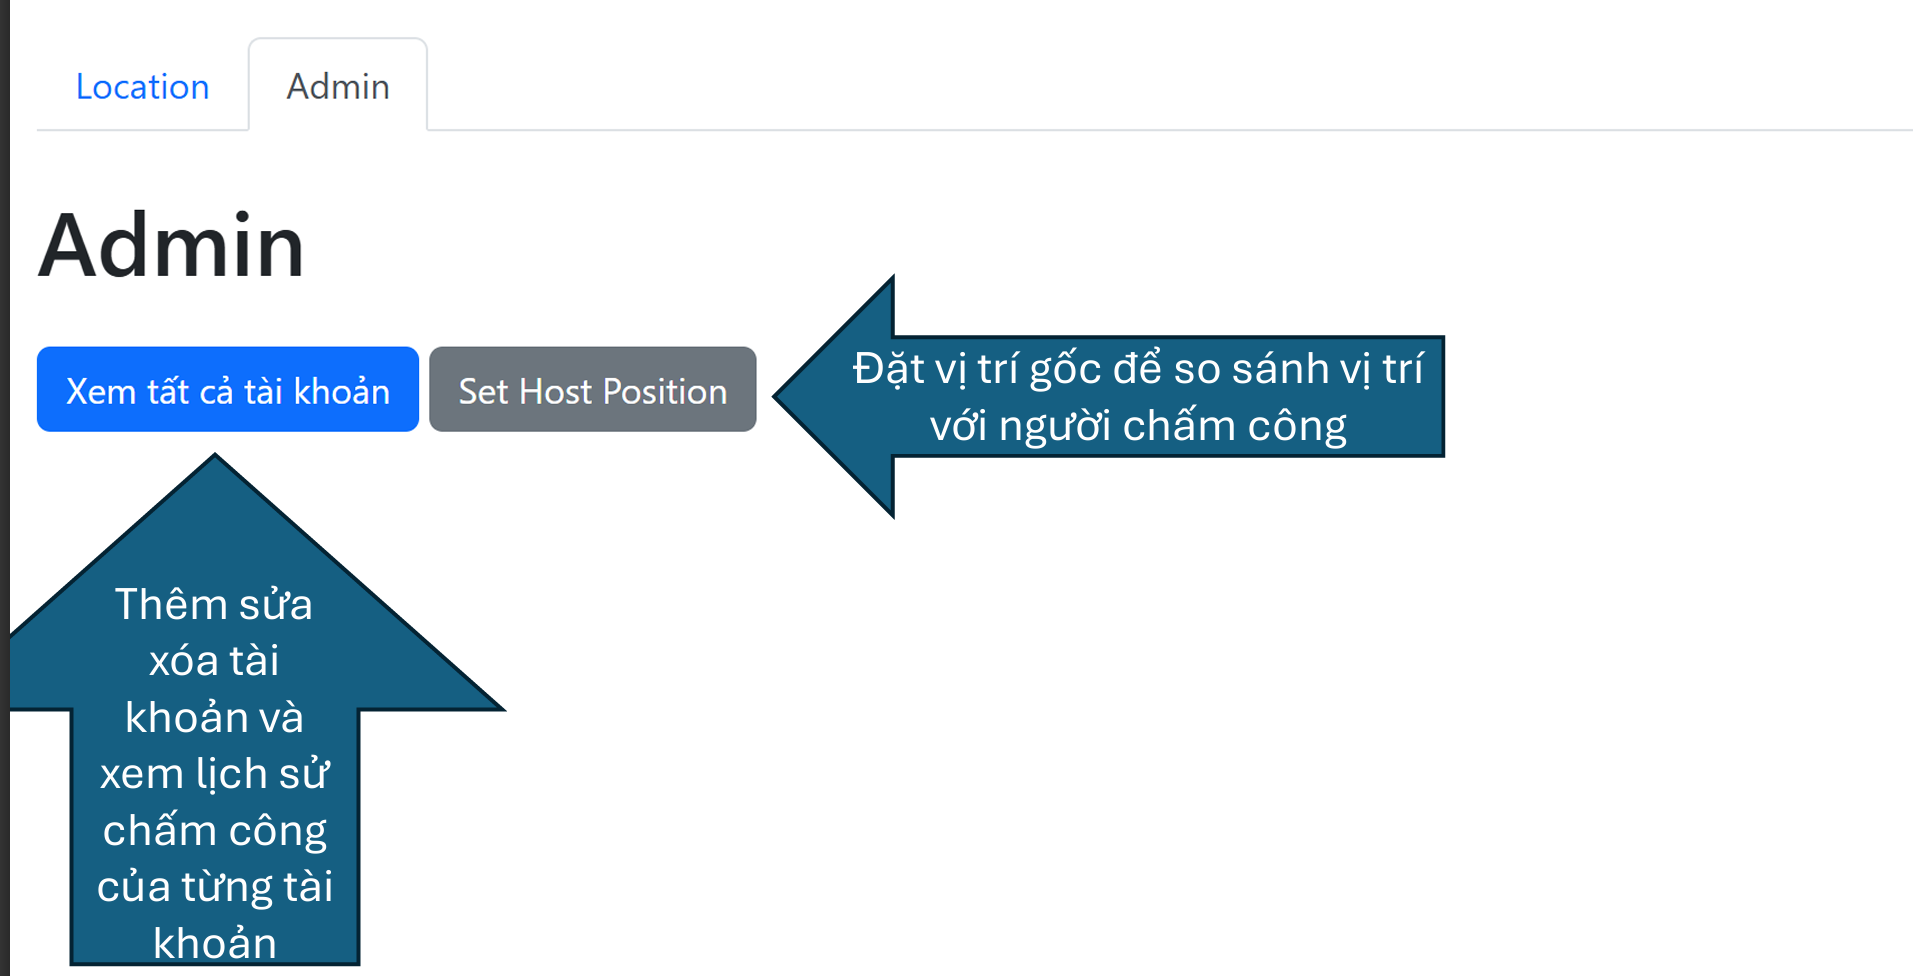 Location
Admin
Admin
Xem tất cả tài khoản
Set Host Position
Đặt vị trí gốc để so sánh vị trí
với người chấm công
Thêm sửa
xóa tài
khoản và
xem lịch sử
chấm công
của từng tài
khoản